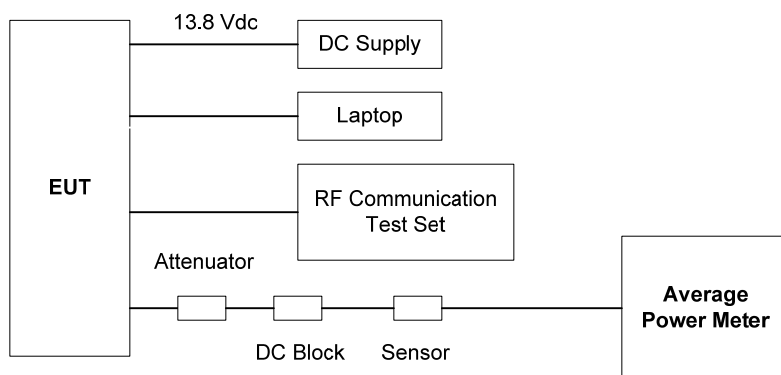 13.8 Vdc
DC Supply
Laptop
EUT
RF Communication
Test Set
Attenuator
Average
Power Meter
DC Block
Sensor